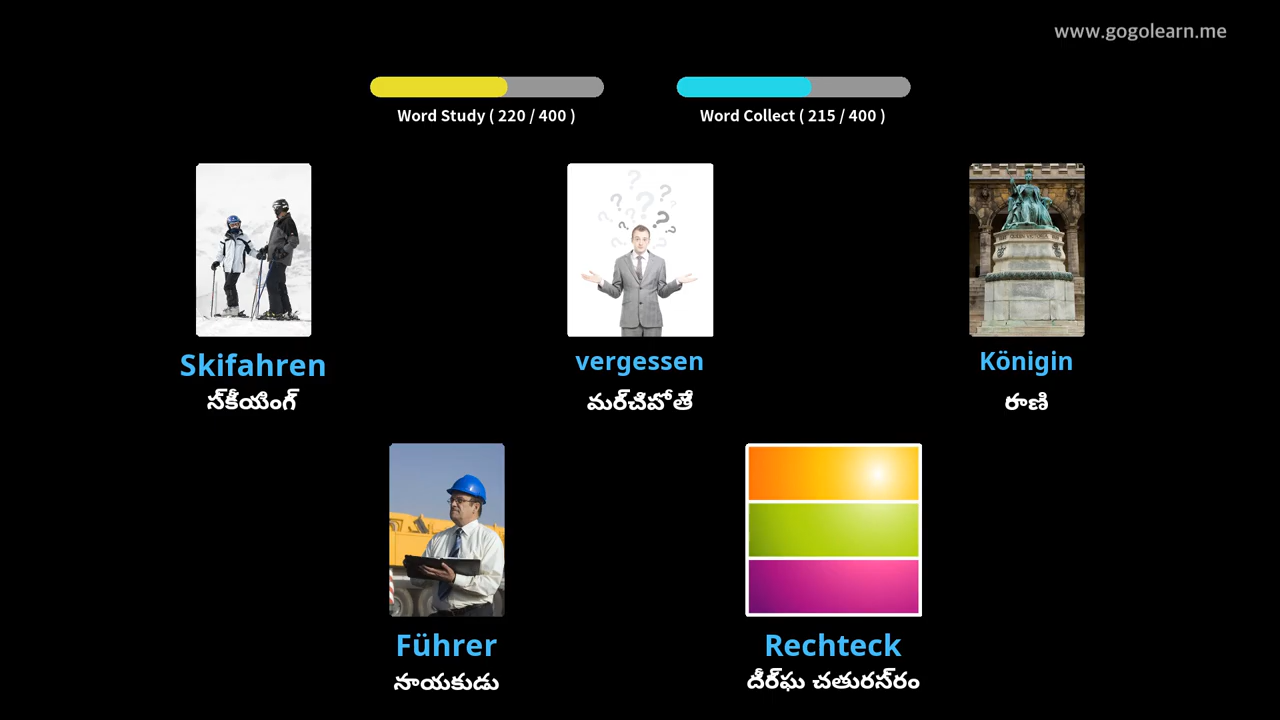 www.gogolearn.me
Word Study ( 220 / 400 )
Word Collect ( 215 / 400 )
Skifahren
స్కీయింగ్
vergessen
మర్చిపోతే
Königin
రాణి
Führer
నాయకుడు
Rechteck
దీర్ఘ చతురస్రం